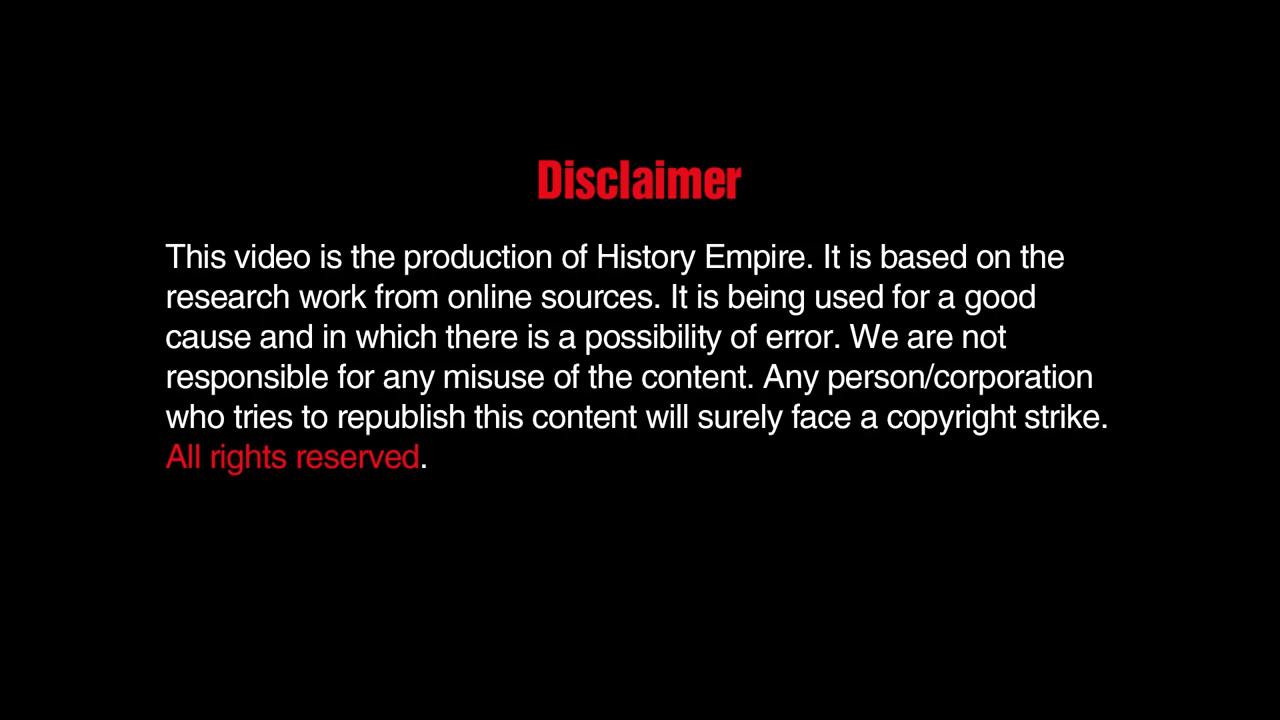 Disclaimer
This video is the production of History Empire. It is based on the
research work from online sources. It is being used for a good
cause and in which there is a possibility of error. We are not
responsible for any misuse of the content. Any person/corporation
who tries to republish this content will surely face a copyright strike.
All rights reserved.